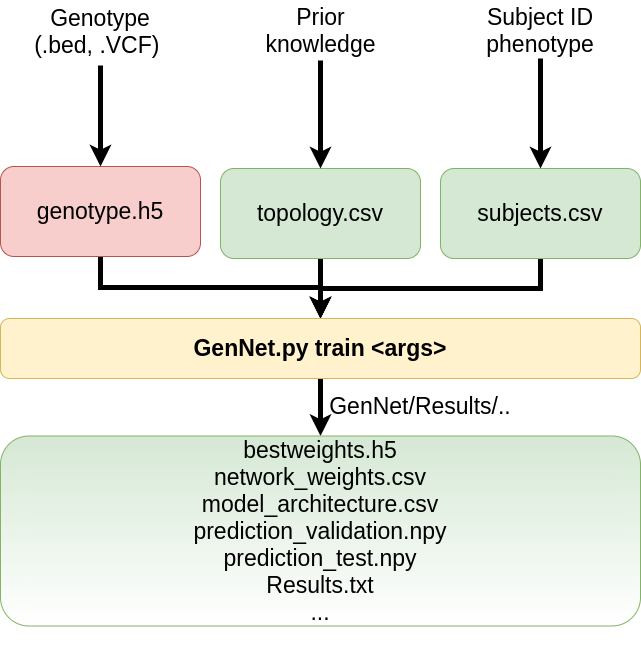 Genotype
(.bed, .VCF)
Prior
knowledge
Subject ID
phenotype
genotype.h5
topology.csv
subjects.csv
GenNet.py train <args>
GenNet/Results/..
bestweights.h5
network_weights.csv
model_architecture.csv
prediction_validation.npy
prediction_test.npy
Results.txt
...